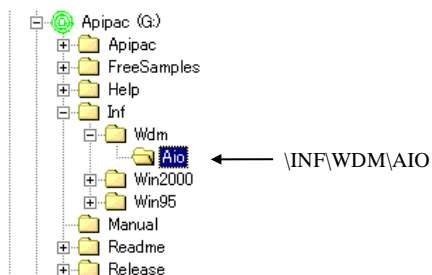 Apipac (G:)
Apipac
FreeSamples
Help
Inf
Wdm
Aio \INF\WDM\AIO
Win2000
Win95
Manual
Readme
Release